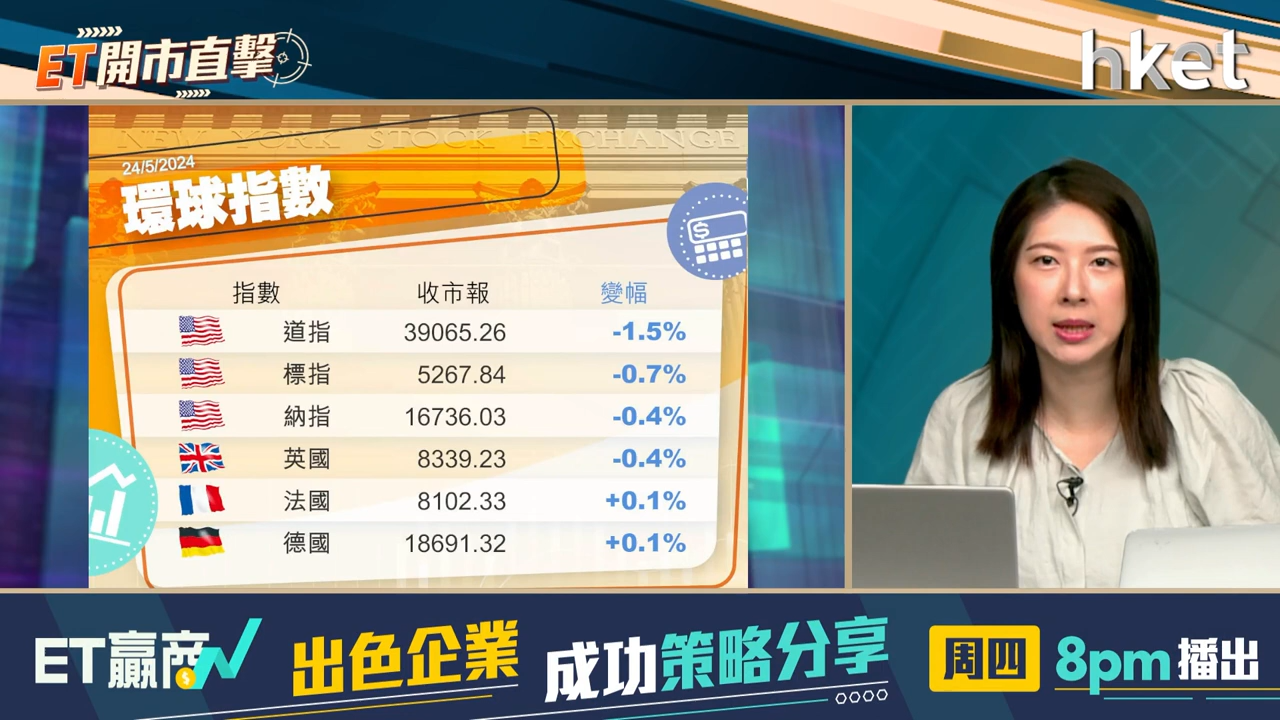 ET開市直擊
hket
NEW YORK STOCK EXCHANGE
24/5/2024
環球指數
指數 收市報 變幅
道指 39065.26 -1.5%
標指 5267.84 -0.7%
納指 16736.03 -0.4%
英國 8339.23 -0.4%
法國 8102.33 +0.1%
德國 18691.32 +0.1%
ET贏商 出色企業 成功策略分享 周四 8pm播出